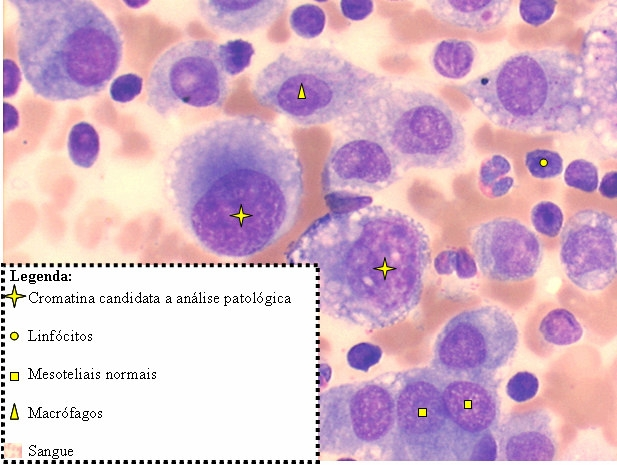 Legenda:
Cromatina candidata a análise patológica
Linfócitos
Mesoteliais normais
Macrófagos
Sangue